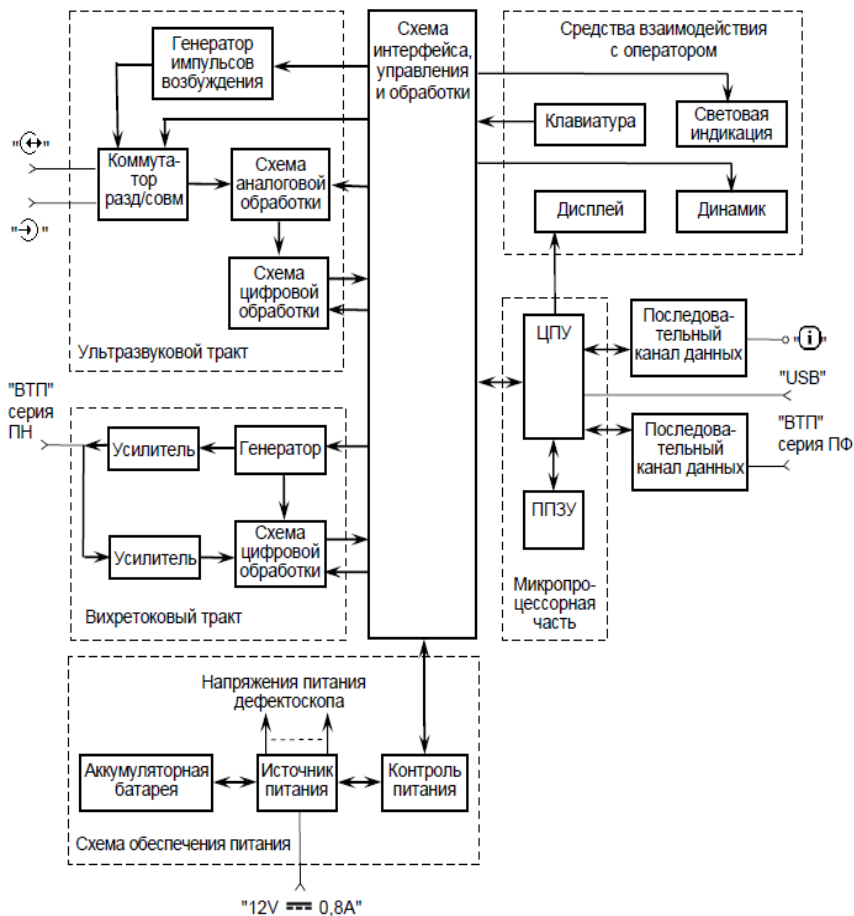 Генератор
импульсов
возбуждения
"↔"
Коммута-
тор
разд/совм
Схема
аналоговой
обработки
"→"
Схема
цифровой
обработки
Ультразвуковой тракт
Схема
интерфейса,
управления
и обработки
Средства взаимодействия
с оператором
Клавиатура
Световая
индикация
Дисплей
Динамик
ЦПУ
Последова-
тельный
канал данных
"i"
"USB"
Последова-
тельный
канал данных
"ВТП"
серия ПФ
ППЗУ
Микропро-
цессорная
часть
"ВТП"
серия
ПН
Усилитель
Генератор
Усилитель
Схема
цифровой
обработки
Вихретоковый тракт
Напряжения питания
дефектоскопа
Аккумуляторная
батарея
Источник
питания
Контроль
питания
Схема обеспечения питания
"12V ⎓ 0,8A"